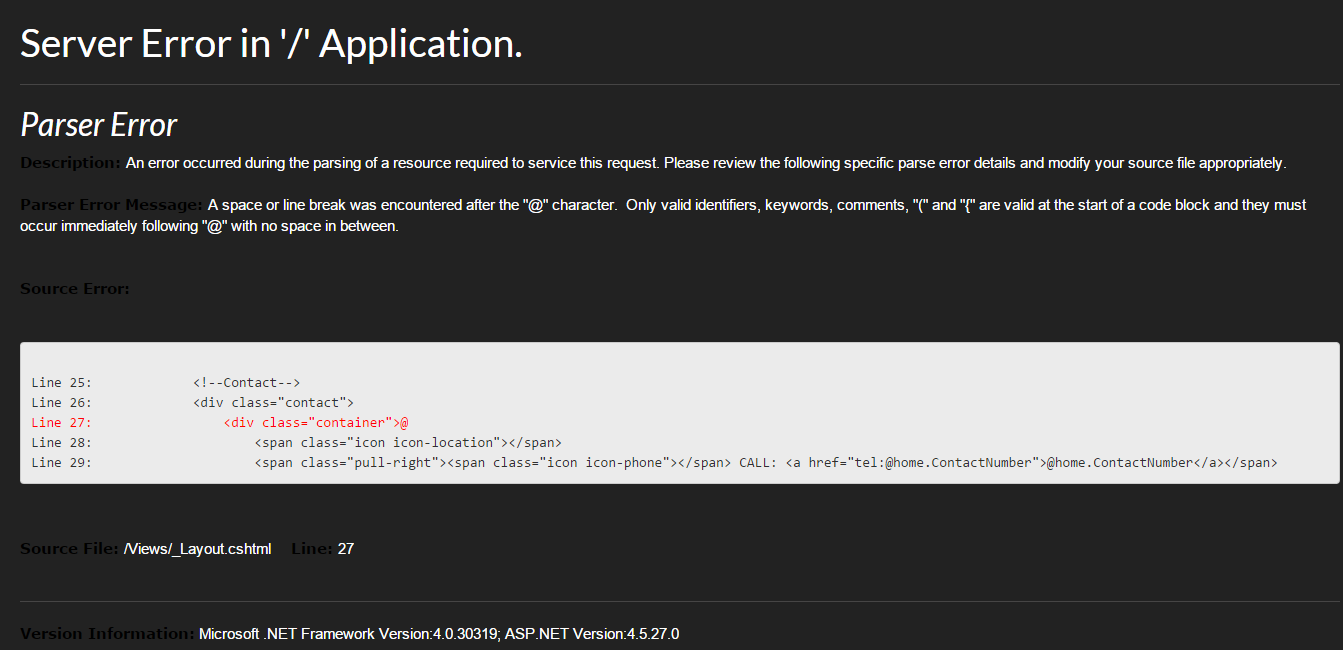 Server Error in '/' Application.
Parser Error
Description: An error occurred during the parsing of a resource required to service this request. Please review the following specific parse error details and modify your source file appropriately.
Parser Error Message: A space or line break was encountered after the "@" character.  Only valid identifiers, keywords, comments, "(" and "{" are valid at the start of a code block and they must
occur immediately following "@" with no space in between.
Source Error:
Line 25:             <!--Contact-->
Line 26:             <div class="contact">
Line 27:                 <div class="container">@
Line 28:                     <span class="icon icon-location"></span>
Line 29:                     <span class="pull-right"><span class="icon icon-phone"></span> CALL: <a href="tel:@home.ContactNumber">@home.ContactNumber</a></span>
Source File: /Views/_Layout.cshtml    Line: 27
Version Information: Microsoft .NET Framework Version:4.0.30319; ASP.NET Version:4.5.27.0